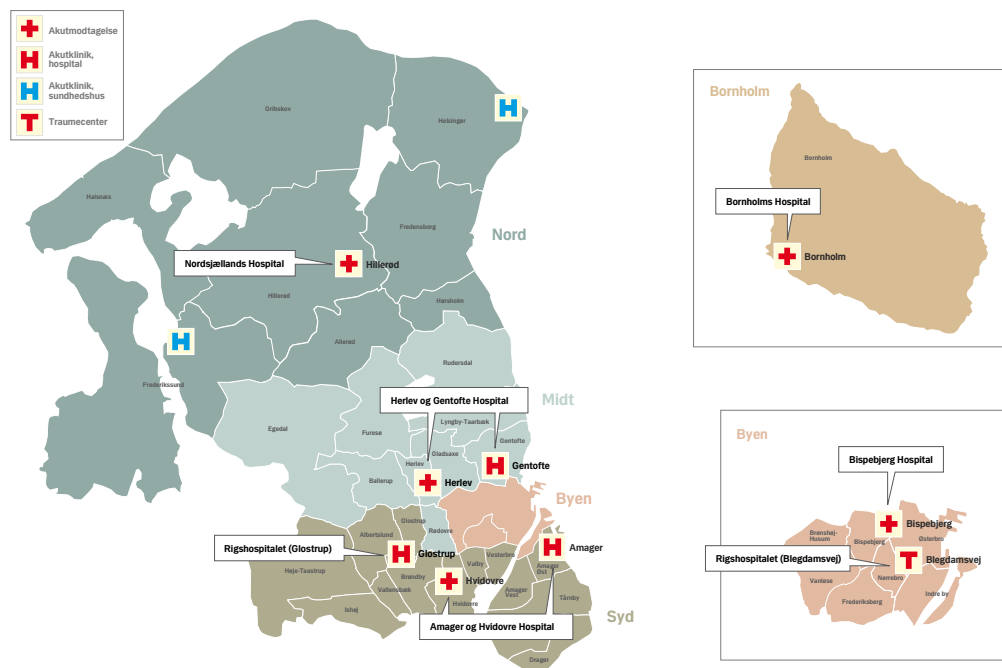 Akutmodtagelse
Akutklinik,
hospital
Akutklinik,
sundhedshus
Traumecenter
Gribskov
Helsingør
Halsnæs
Fredensborg
Nord
Nordsjællands Hospital
Hillerød
Hillerød
Hørsholm
Allerød
Rudersdal
Frederikssund
Herlev og Gentofte Hospital
Midt
Egedal
Furesø
Lyngby-Taarbæk
Gladsaxe
Gentofte
Herlev
Gentofte
Ballerup
Herlev
Byen
Glostrup
Albertslund
Rødovre
Rigshospitalet (Glostrup)
Glostrup
Amager
Vesterbro
Valby
Høje-Taastrup
Brøndby
Hvidovre
Amager
Øst
Vallensbæk
Amager
Vest
Tårnby
Hvidovre
Ishøj
Amager og Hvidovre Hospital
Syd
Dragør
Bornholm
Bornholm
Bornholms Hospital
Bornholm
Byen
Bispebjerg Hospital
Bispebjerg
Brønshøj-
Husum
Bispebjerg
Østerbro
Rigshospitalet (Blegdamsvej)
Blegdamsvej
Vanløse
Nørrebro
Frederiksberg
Indre by